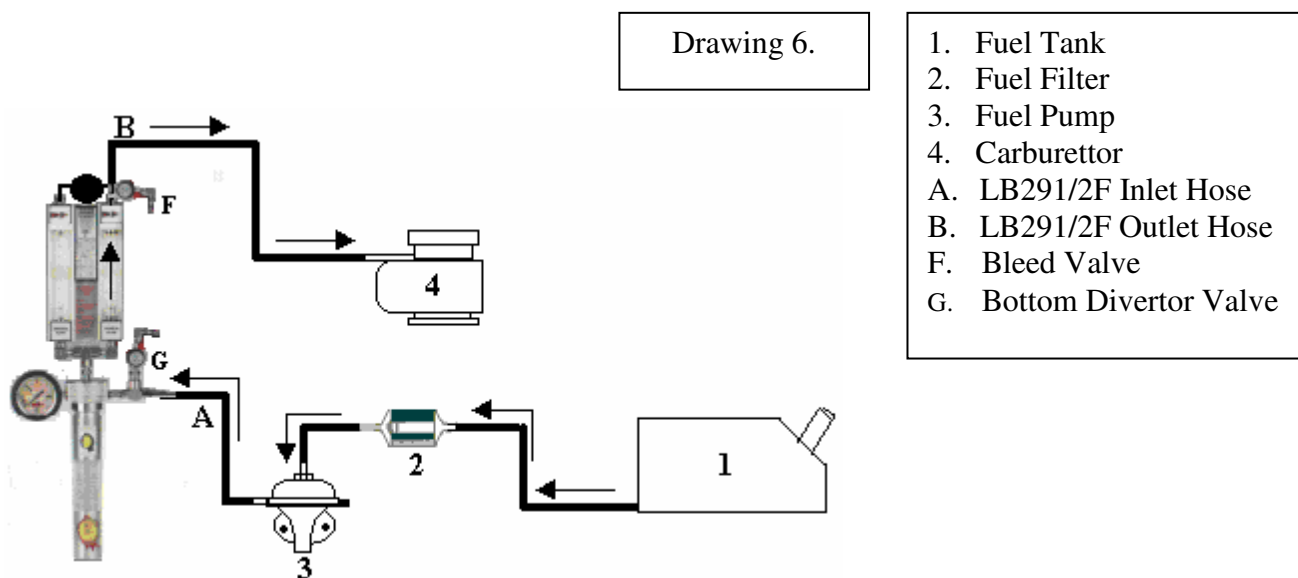 Drawing 6.
1. Fuel Tank
2. Fuel Filter
3. Fuel Pump
4. Carburettor
A. LB291/2F Inlet Hose
B. LB291/2F Outlet Hose
F. Bleed Valve
G. Bottom Divertor Valve
B
F
4
G
A
2
1
3